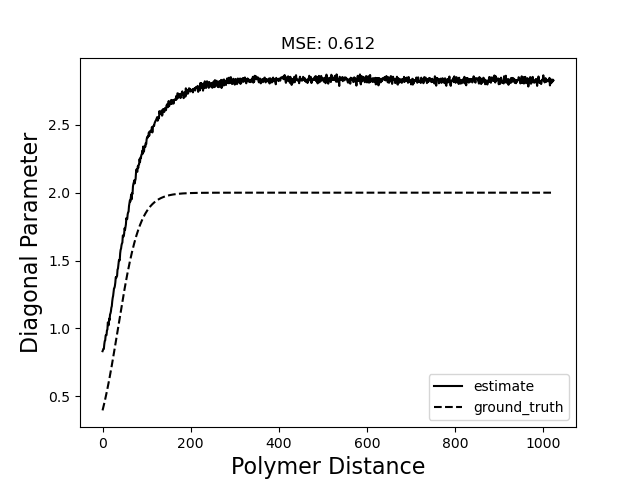 MSE: 0.612
Diagonal Parameter
2.5
2.0
1.5
1.0
0.5
estimate
ground_truth
0 200 400 600 800 1000
Polymer Distance